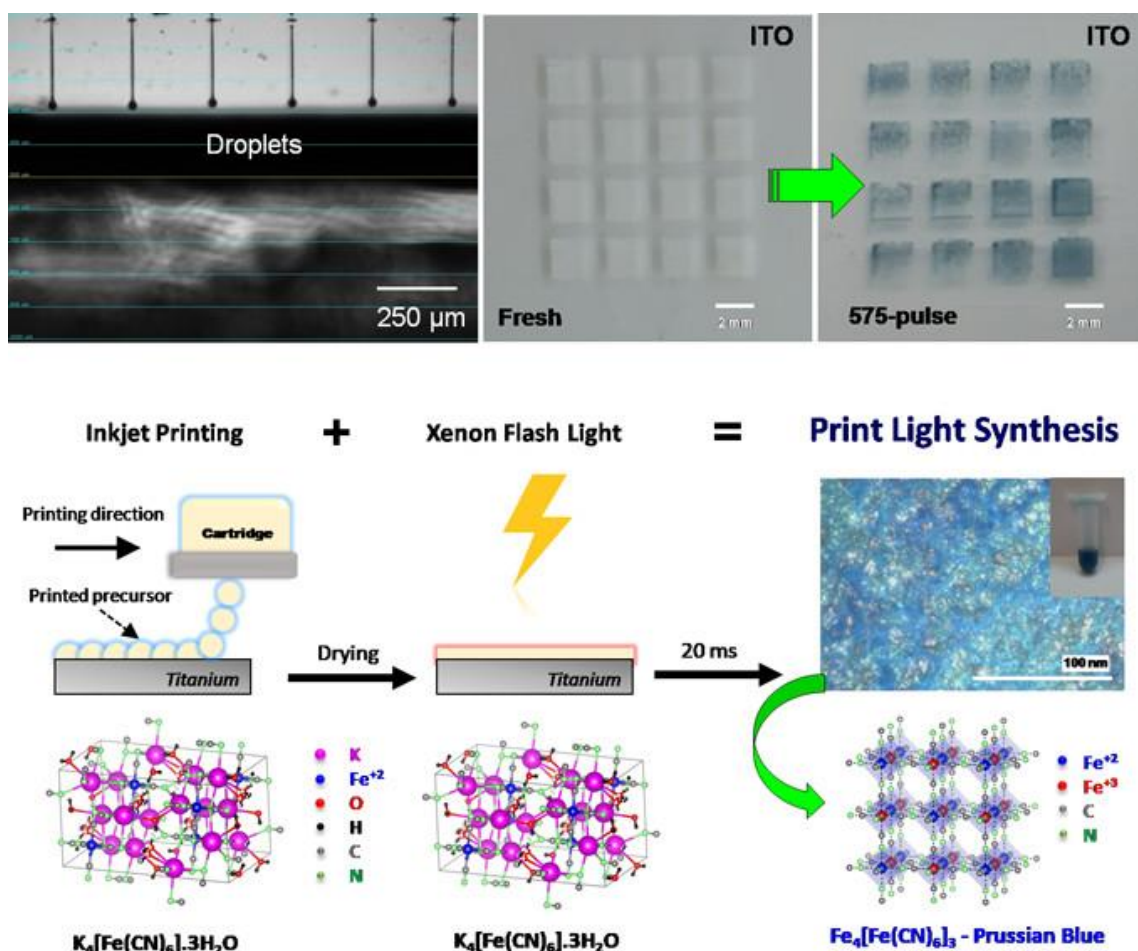 Droplets
250 μm
ITO
Fresh
2 mm
ITO
575-pulse
2 mm
Inkjet Printing + Xenon Flash Light = Print Light Synthesis
Printing direction
Cartridge
Printed precursor
Titanium
Drying
Titanium
20 ms
100 nm
K
Fe⁺²
O
H
C
N
Fe⁺²
Fe⁺³
C
N
K₄[Fe(CN)₆].3H₂O
K₄[Fe(CN)₆].3H₂O
Fe₄[Fe(CN)₆]₃ - Prussian Blue